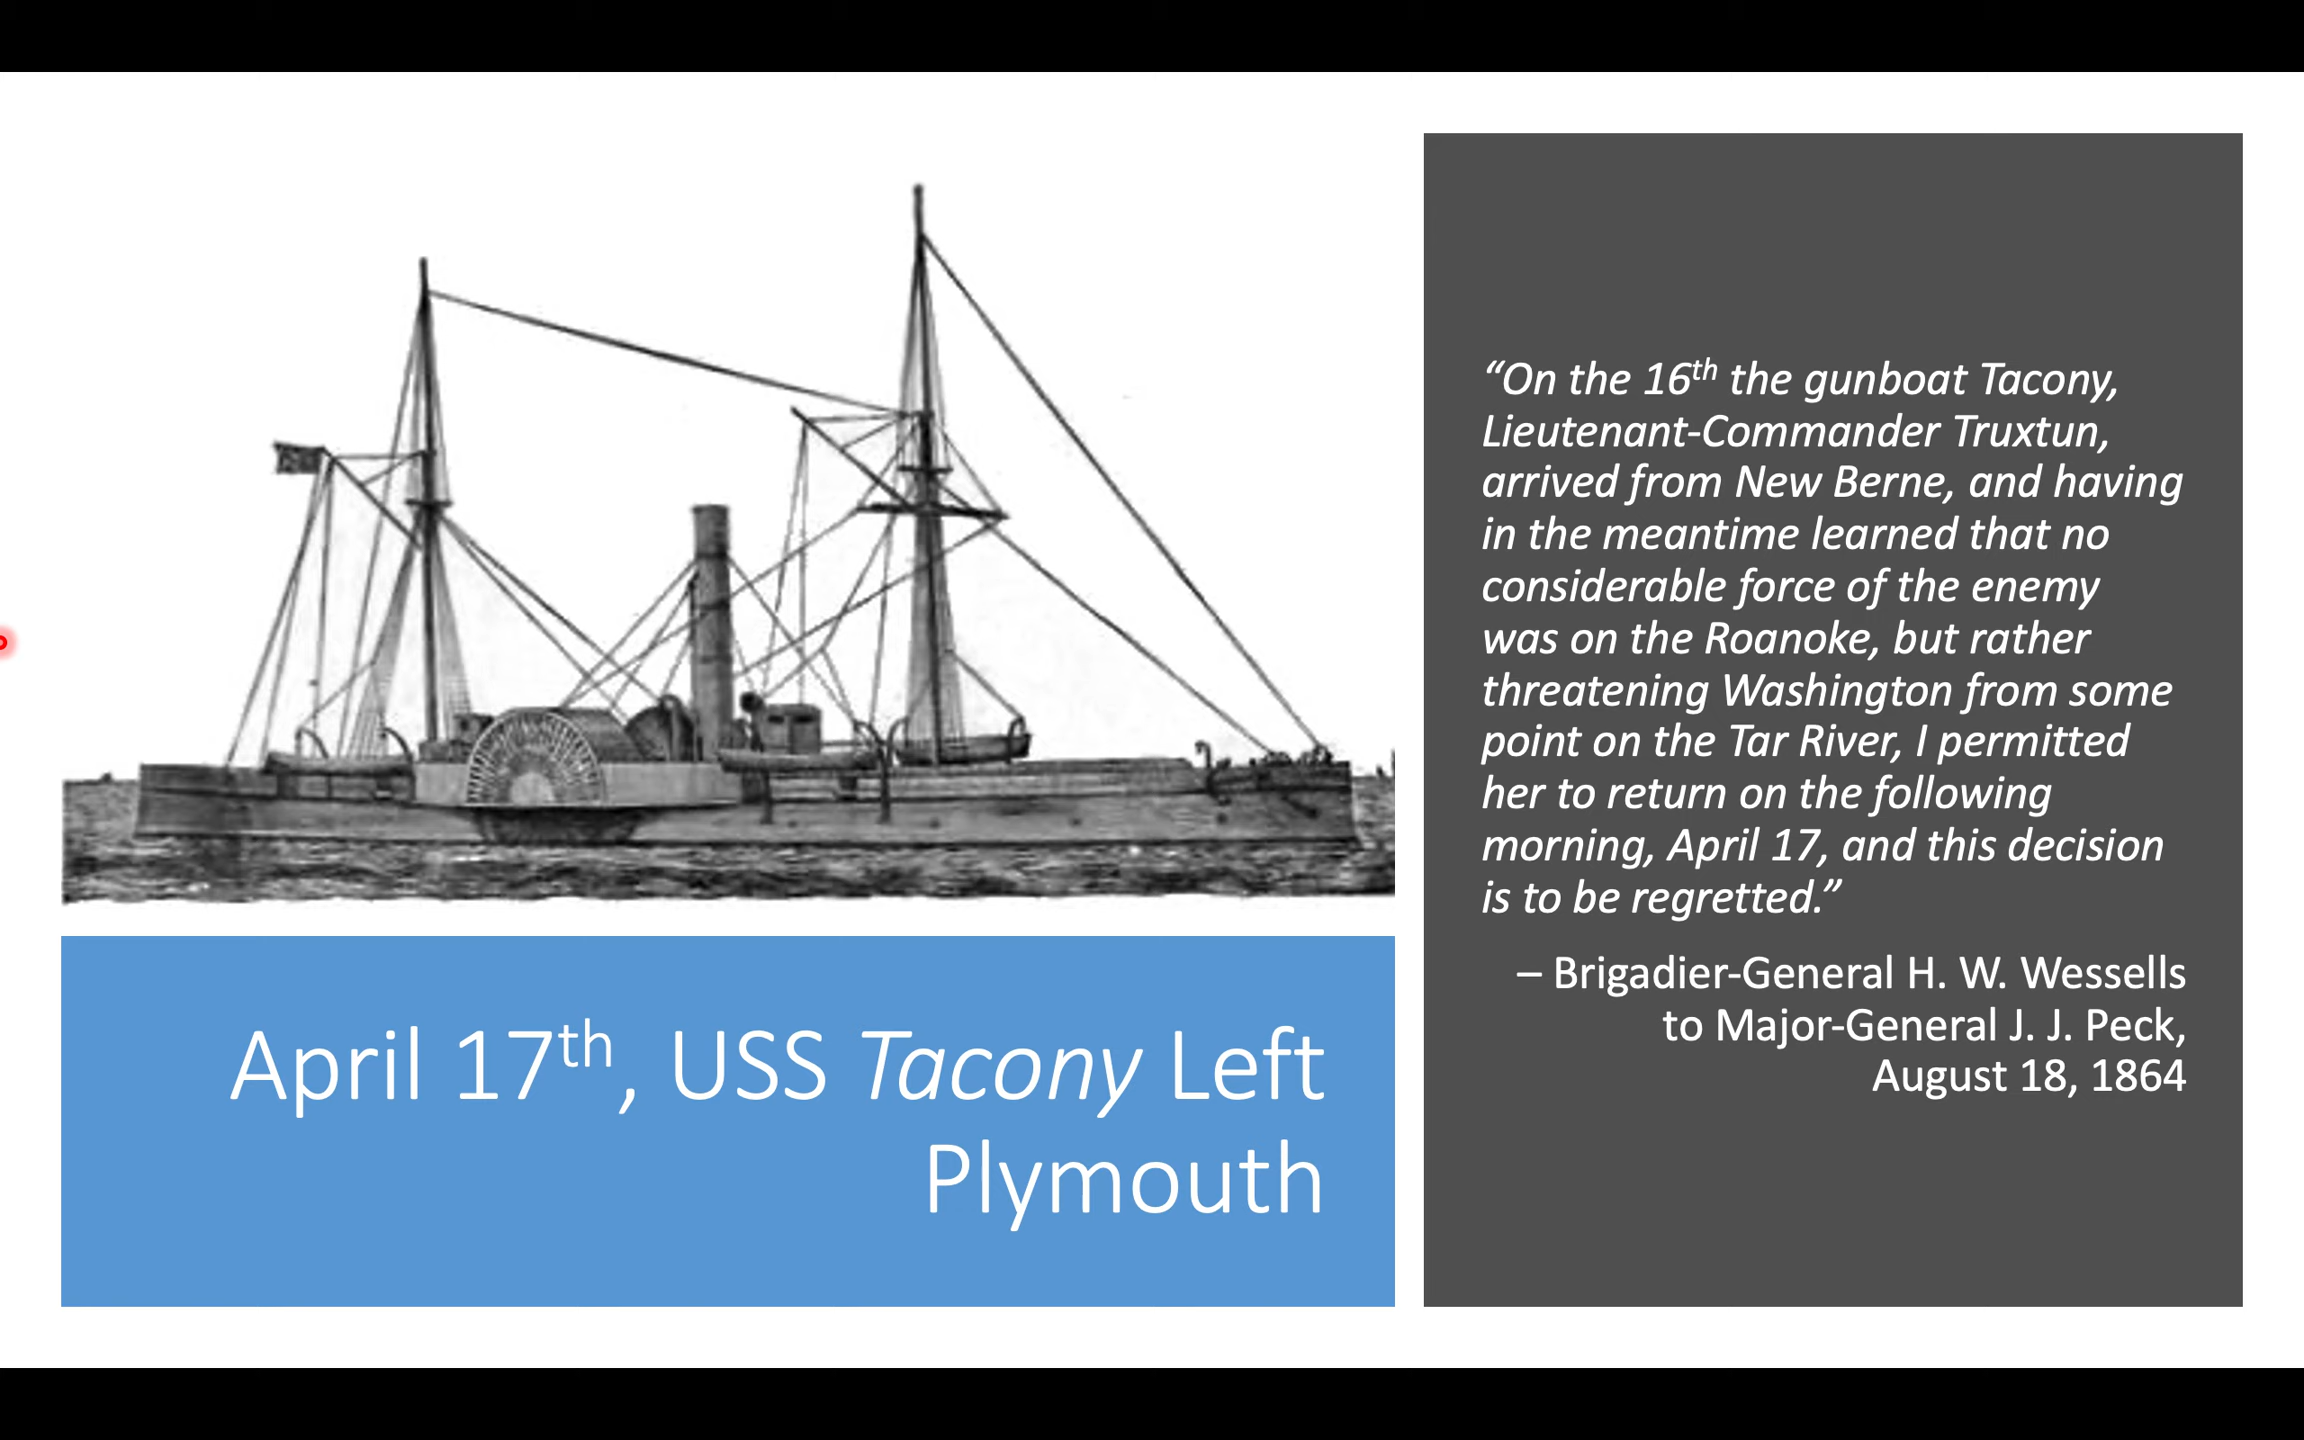 “On the 16th the gunboat Tacony,
Lieutenant-Commander Truxtun,
arrived from New Berne, and having
in the meantime learned that no
considerable force of the enemy
was on the Roanoke, but rather
threatening Washington from some
point on the Tar River, I permitted
her to return on the following
morning, April 17, and this decision
is to be regretted.”
– Brigadier-General H. W. Wessells
to Major-General J. J. Peck,
August 18, 1864
April 17th, USS Tacony Left
Plymouth